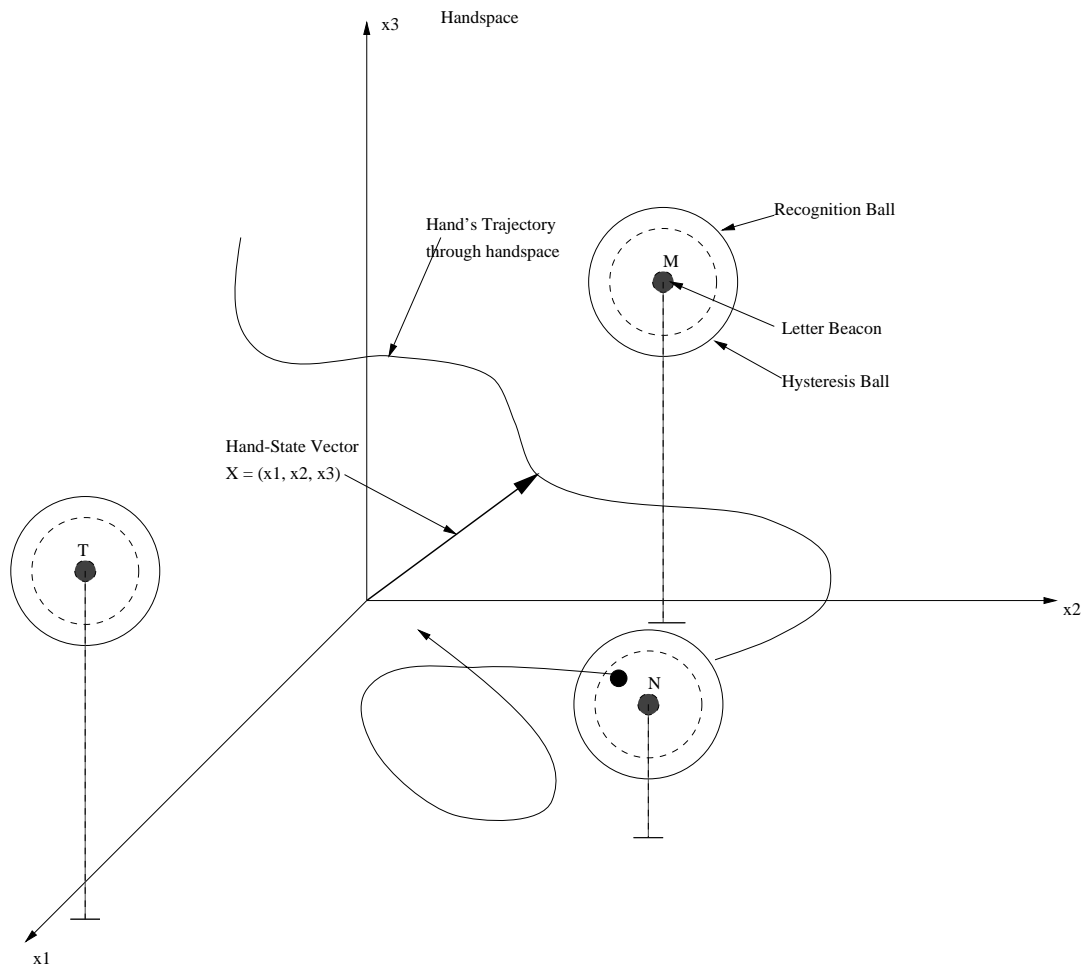 Handspace
x3
Recognition Ball
Hand's Trajectory
through handspace
M
Letter Beacon
Hysteresis Ball
Hand-State Vector
X = (x1, x2, x3)
T
x2
N
x1